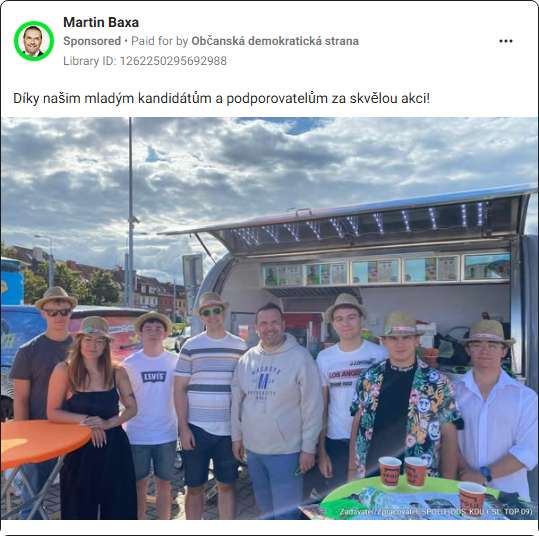 Martin Baxa
Sponsored • Paid for by Občanská demokratická strana
Library ID: 1262250295692988
Díky našim mladým kandidátům a podporovatelům za skvělou akci!
LEVI'S
LOS ANGELES
Zadavatel/zpracovatel: SPOLU (ODS, KDU-ČSL, TOP 09)